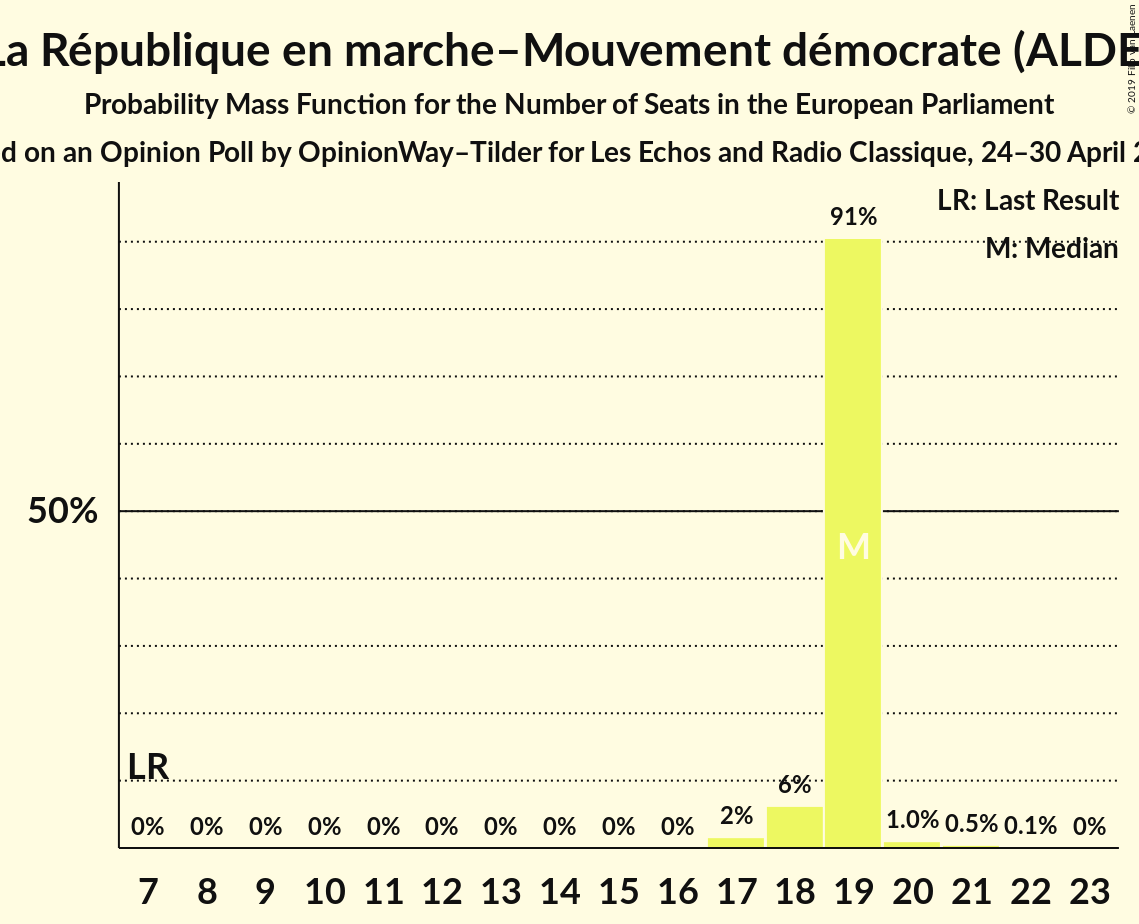 La République en marche–Mouvement démocrate (ALDE
Probability Mass Function for the Number of Seats in the European Parliament
d on an Opinion Poll by OpinionWay–Tilder for Les Echos and Radio Classique, 24–30 April 2
LR: Last Result
M: Median
91%
50%
M
LR
6%
2%
0% 0% 0% 0% 0% 0% 0% 0% 0% 0% 1.0% 0.5% 0.1% 0%
7 8 9 10 11 12 13 14 15 16 17 18 19 20 21 22 23
© 2019